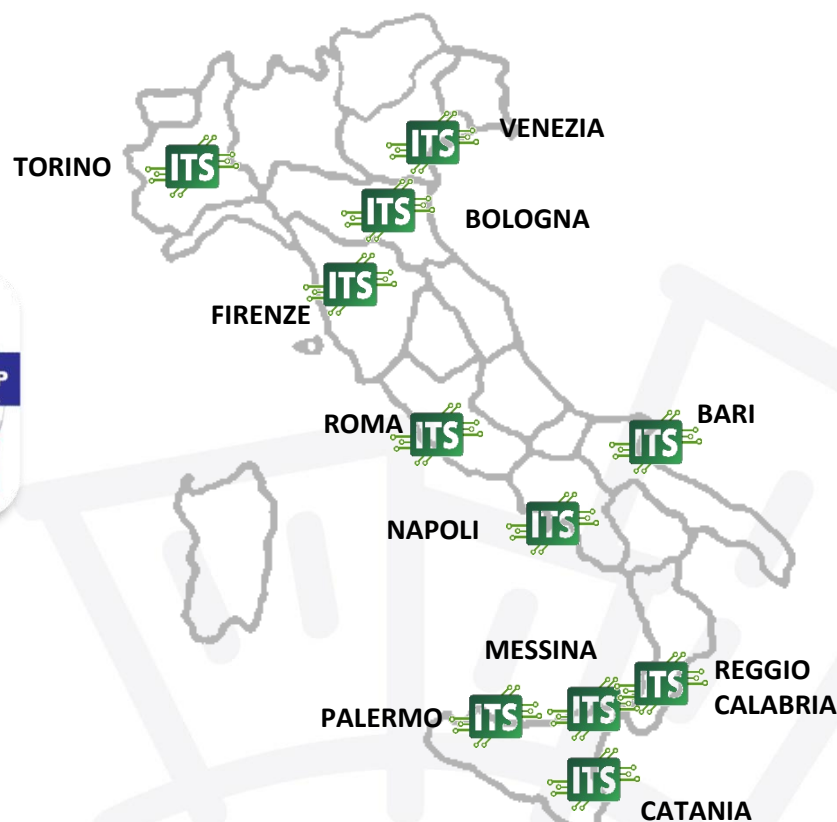 VENEZIA
ITS
TORINO
ITS
ITS
BOLOGNA
ITS
FIRENZE
P
BARI
ROMA
ITS
ITS
NAPOLI
ITS
MESSINA
ITS
REGGIO
CALABRIA
PALERMO
ITS
ITS
ITS
CATANIA